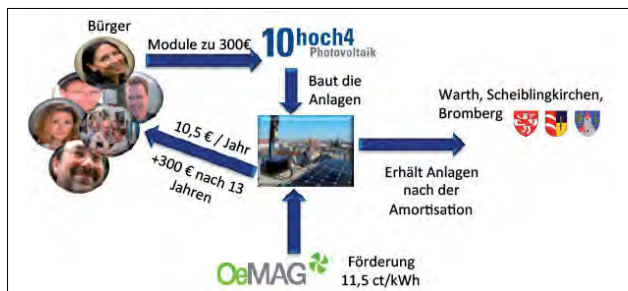 Bürger
Module zu 300€
10hoch4
Photovoltaik
Baut die
Anlagen
Warth, Scheiblingkirchen,
Bromberg
10,5 € / Jahr
+300 € nach 13
Jahren
Erhält Anlagen
nach der
Amortisation
OeMAG
Förderung
11,5 ct/kWh